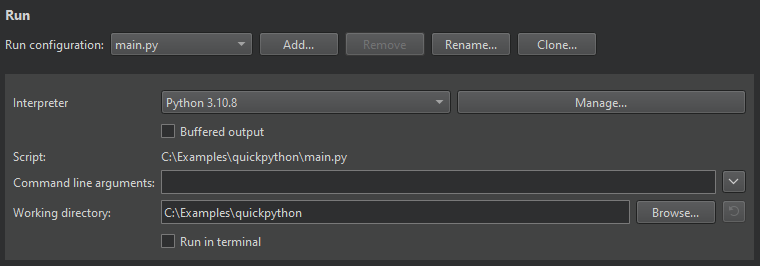 Run
Run configuration: main.py Add... Remove Rename... Clone...
Interpreter Python 3.10.8 Manage...
Buffered output
Script: C:\Examples\quickpython\main.py
Command line arguments:
Working directory: C:\Examples\quickpython Browse...
Run in terminal